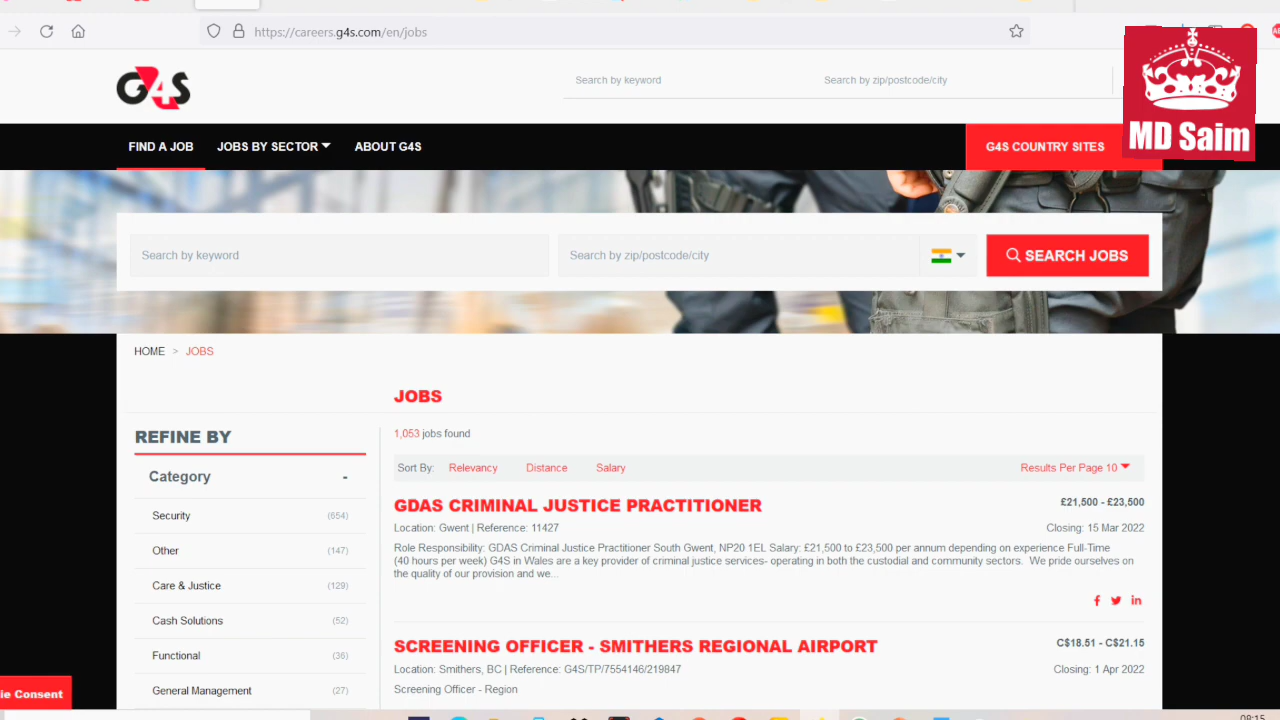 https://careers.g4s.com/en/jobs
G4S
Search by keyword
Search by zip/postcode/city
MD Saim
FIND A JOB
JOBS BY SECTOR
ABOUT G4S
G4S COUNTRY SITES
Search by keyword
Search by zip/postcode/city
SEARCH JOBS
HOME > JOBS
JOBS
REFINE BY
1,053 jobs found
Category -
Sort By: Relevancy Distance Salary
Results Per Page 10
Security (654)
Other (147)
Care & Justice (129)
Cash Solutions (52)
Functional (36)
General Management (27)
GDAS CRIMINAL JUSTICE PRACTITIONER
£21,500 - £23,500
Location: Gwent | Reference: 11427
Closing: 15 Mar 2022
Role Responsibility: GDAS Criminal Justice Practitioner South Gwent, NP20 1EL Salary: £21,500 to £23,500 per annum depending on experience Full-Time
(40 hours per week) G4S in Wales are a key provider of criminal justice services- operating in both the custodial and community sectors. We pride ourselves on
the quality of our provision and we...
SCREENING OFFICER - SMITHERS REGIONAL AIRPORT
C$18.51 - C$21.15
Location: Smithers, BC | Reference: G4S/TP/7554146/219847
Closing: 1 Apr 2022
Screening Officer - Region
ie Consent
08:15